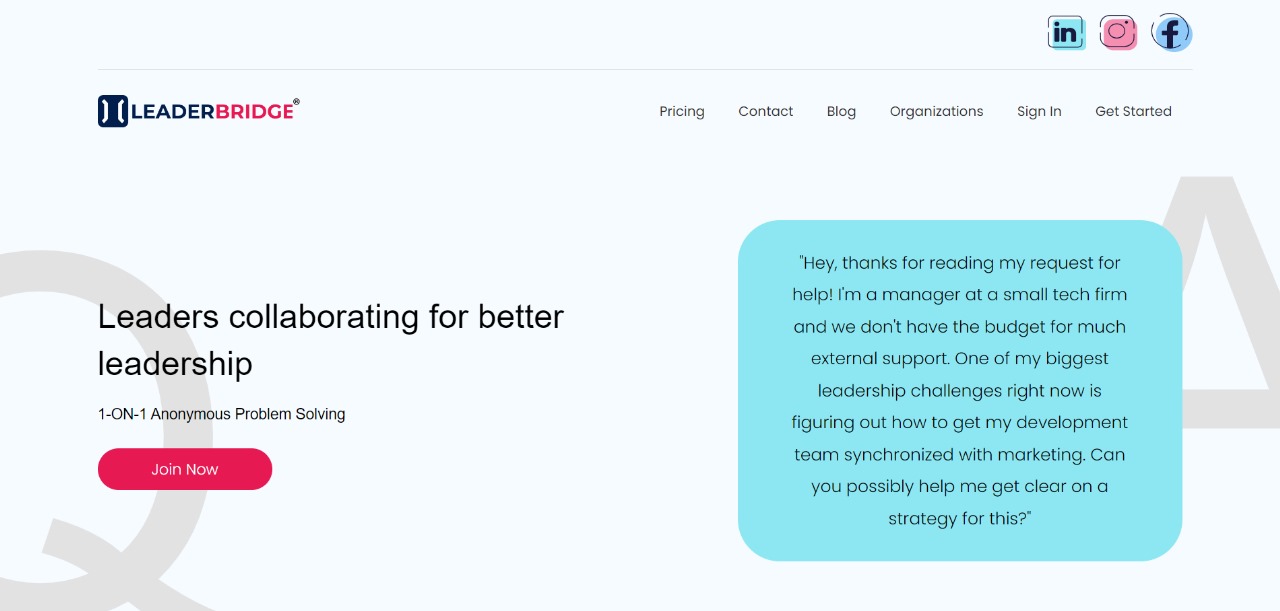 in
f
LEADERBRIDGE®
Pricing Contact Blog Organizations Sign In Get Started
Q
A
Leaders collaborating for better
leadership
1-ON-1 Anonymous Problem Solving
Join Now
"Hey, thanks for reading my request for
help! I'm a manager at a small tech firm
and we don't have the budget for much
external support. One of my biggest
leadership challenges right now is
figuring out how to get my development
team synchronized with marketing. Can
you possibly help me get clear on a
strategy for this?"